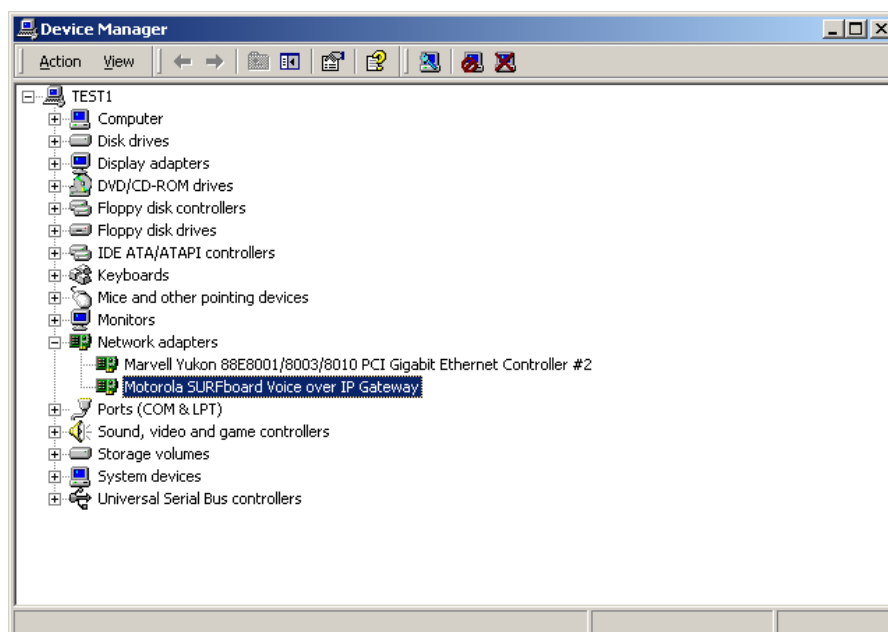 Device Manager
Action View
TEST1
Computer
Disk drives
Display adapters
DVD/CD-ROM drives
Floppy disk controllers
Floppy disk drives
IDE ATA/ATAPI controllers
Keyboards
Mice and other pointing devices
Monitors
Network adapters
Marvell Yukon 88E8001/8003/8010 PCI Gigabit Ethernet Controller #2
Motorola SURFboard Voice over IP Gateway
Ports (COM & LPT)
Sound, video and game controllers
Storage volumes
System devices
Universal Serial Bus controllers